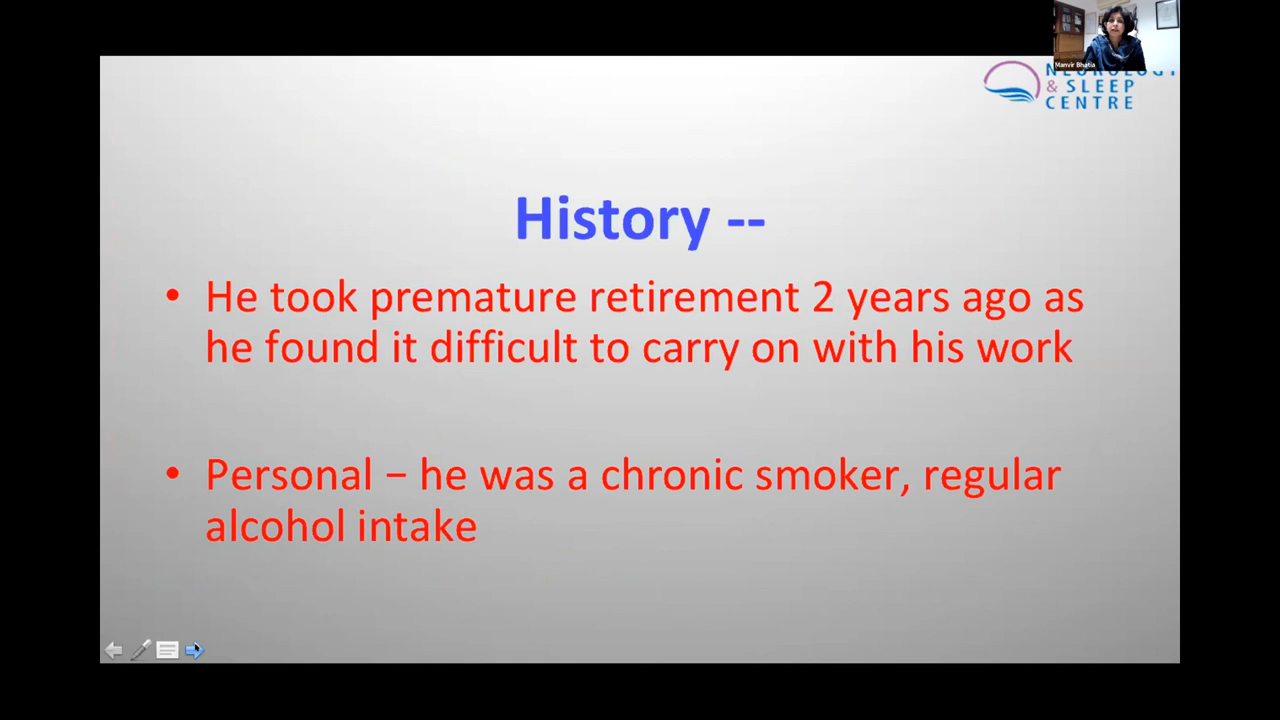 Manvir Bhatia
NEUROLOGY
& SLEEP
CENTRE
History --
• He took premature retirement 2 years ago as
he found it difficult to carry on with his work
• Personal – he was a chronic smoker, regular
alcohol intake